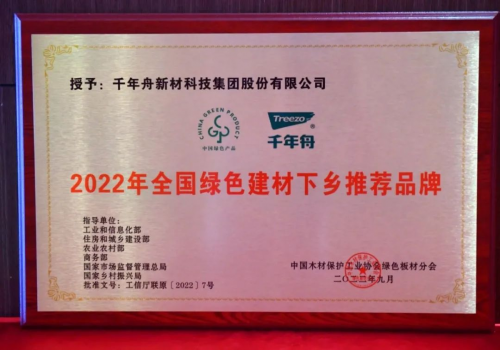 授予：千年舟新材科技集团股份有限公司
CHINA GREEN PRODUCT
中国绿色产品
Treezo
®
千年舟
2022年全国绿色建材下乡推荐品牌
指导单位：
工业和信息化部
住房和城乡建设部
农业农村部
商务部
国家市场监督管理总局
国家乡村振兴局
批准文号：工信厅联原〔2022〕7号
中国木材保护工业协会绿色板材分会
二〇二二年九月